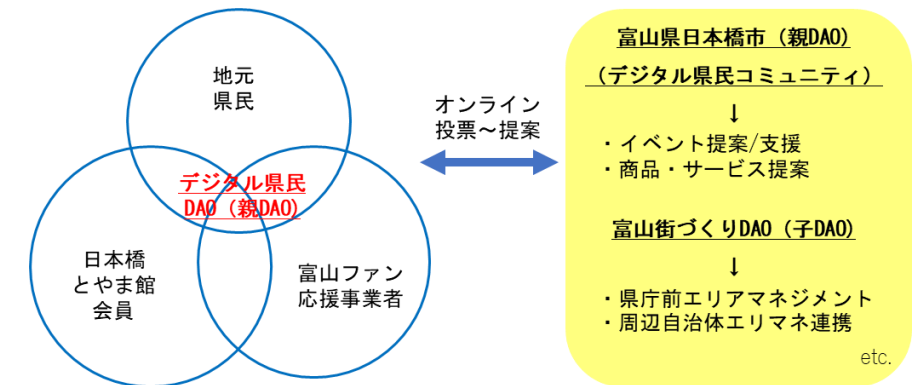 地元
県民
デジタル県民
DAO（親DAO）
日本橋
とやま館
会員
富山ファン
応援事業者
オンライン
投票～提案
富山県日本橋市（親DAO）
（デジタル県民コミュニティ）
↓
・イベント提案/支援
・商品・サービス提案
富山街づくりDAO（子DAO）
↓
・県庁前エリアマネジメント
・周辺自治体エリマネ連携
etc.